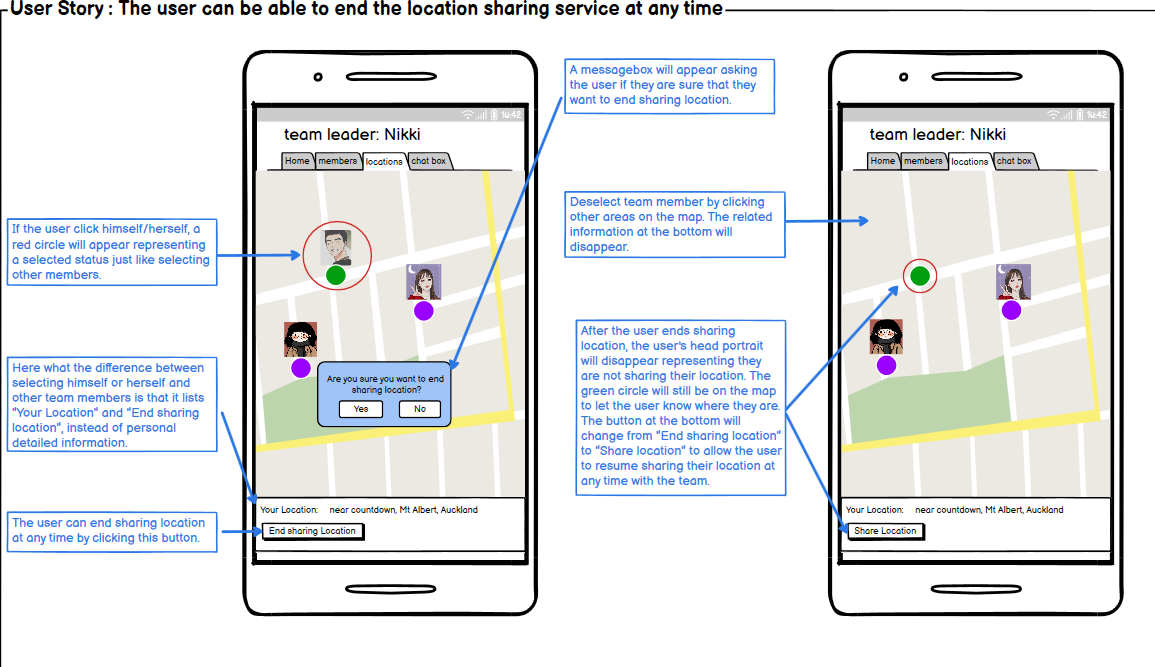 User Story : The user can be able to end the location sharing service at any time
If the user click himself/herself, a
red circle will appear representing
a selected status just like selecting
other members.
Here what the difference between
selecting himself or herself and
other team members is that it lists
"Your Location" and "End sharing
location", instead of personal
detailed information.
The user can end sharing location
at any time by clicking this button.
10:42
team leader: Nikki
Home members locations chat box
Are you sure you want to end
sharing location?
Yes No
Your Location: near countdown, Mt Albert, Auckland
End sharing Location
A messagebox will appear asking
the user if they are sure that they
want to end sharing location.
Deselect team member by clicking
other areas on the map. The related
information at the bottom will
disappear.
After the user ends sharing
location, the user's head portrait
will disappear representing they
are not sharing their location. The
green circle will still be on the map
to let the user know where they are.
The button at the bottom will
change from "End sharing location"
to "Share location" to allow the user
to resume sharing their location at
any time with the team.
10:42
team leader: Nikki
Home members locations chat box
Your Location: near countdown, Mt Albert, Auckland
Share Location